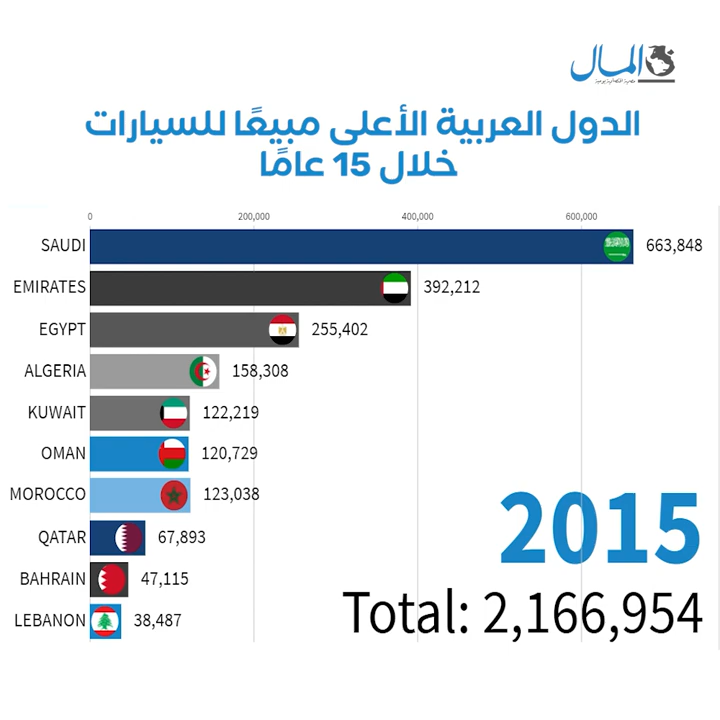 المال
الدول العربية الأعلى مبيعًا للسيارات
خلال 15 عامًا
0 200,000 400,000 600,000
SAUDI 663,848
EMIRATES 392,212
EGYPT 255,402
ALGERIA 158,308
KUWAIT 122,219
OMAN 120,729
MOROCCO 123,038
QATAR 67,893
BAHRAIN 47,115
LEBANON 38,487
2015
Total: 2,166,954